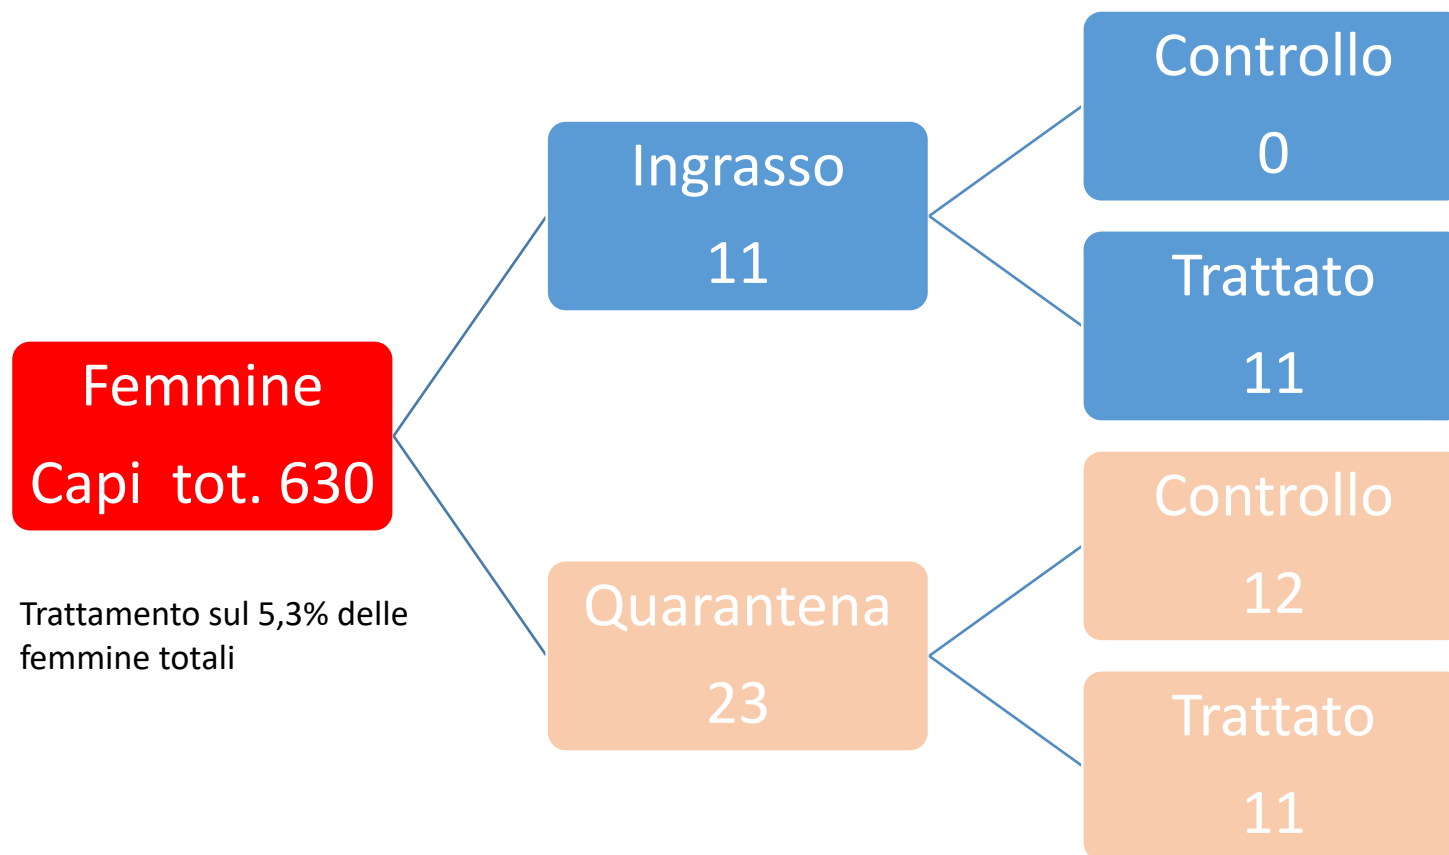 Femmine
Capi tot. 630
Trattamento sul 5,3% delle
femmine totali
Ingrasso
11
Quarantena
23
Controllo
0
Trattato
11
Controllo
12
Trattato
11